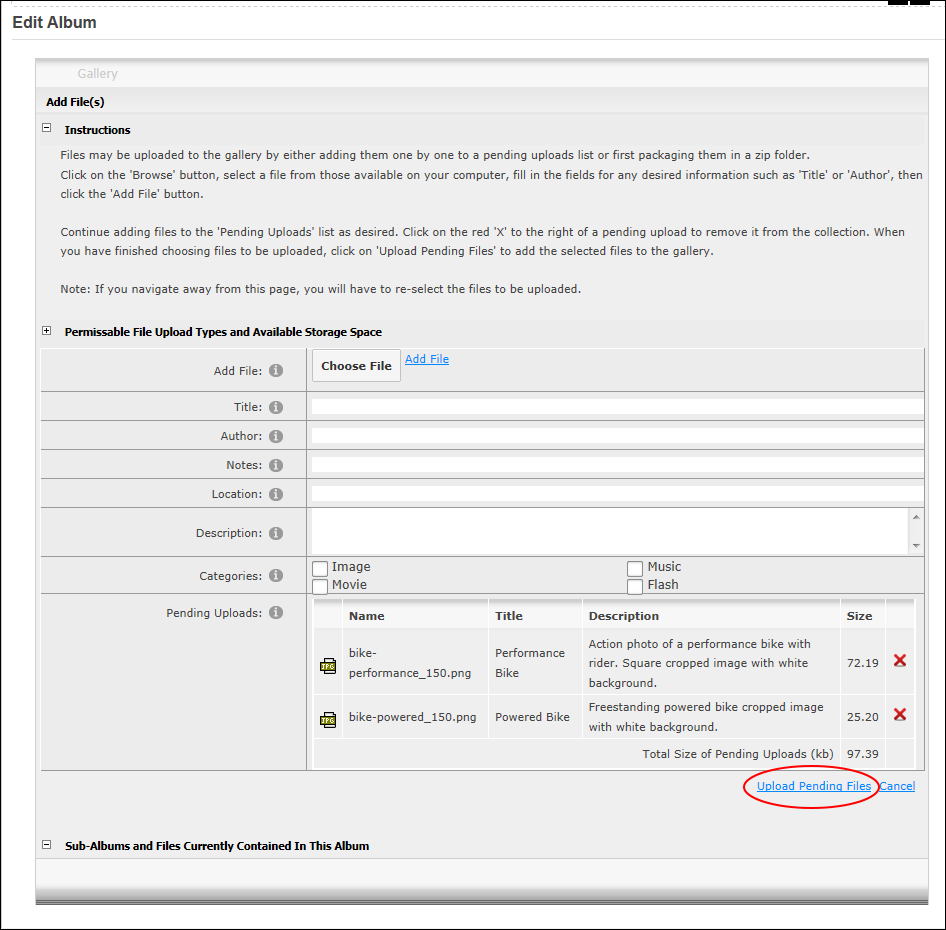 Edit Album
Gallery
Add File(s)
Instructions
Files may be uploaded to the gallery by either adding them one by one to a pending uploads list or first packaging them in a zip folder.
Click on the 'Browse' button, select a file from those available on your computer, fill in the fields for any desired information such as 'Title' or 'Author', then
click the 'Add File' button.
Continue adding files to the 'Pending Uploads' list as desired. Click on the red 'X' to the right of a pending upload to remove it from the collection. When
you have finished choosing files to be uploaded, click on 'Upload Pending Files' to add the selected files to the gallery.
Note: If you navigate away from this page, you will have to re-select the files to be uploaded.
Permissable File Upload Types and Available Storage Space
Add File: Choose File Add File
Title:
Author:
Notes:
Location:
Description:
Categories: Image Music
Movie Flash
Pending Uploads: Name Title Description Size
bike-
performance_150.png
Performance
Bike
Action photo of a performance bike with
rider. Square cropped image with white
background.
72.19
bike-powered_150.png
Powered Bike
Freestanding powered bike cropped image
with white background.
25.20
Total Size of Pending Uploads (kb) 97.39
Upload Pending Files Cancel
Sub-Albums and Files Currently Contained In This Album